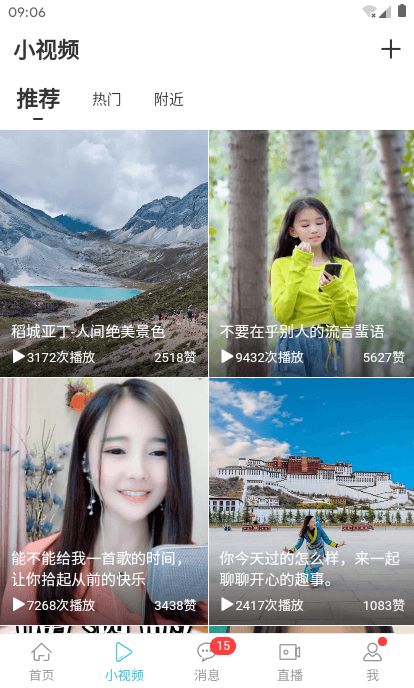 09:06
小视频
推荐
热门
附近
稻城亚丁-人间绝美景色
3172次播放
2518赞
不要在乎别人的流言蜚语
9432次播放
5627赞
能不能给我一首歌的时间，
让你拾起从前的快乐
7268次播放
3438赞
你今天过的怎么样，来一起
聊聊开心的趣事。
2417次播放
1083赞
15
首页
小视频
消息
直播
我